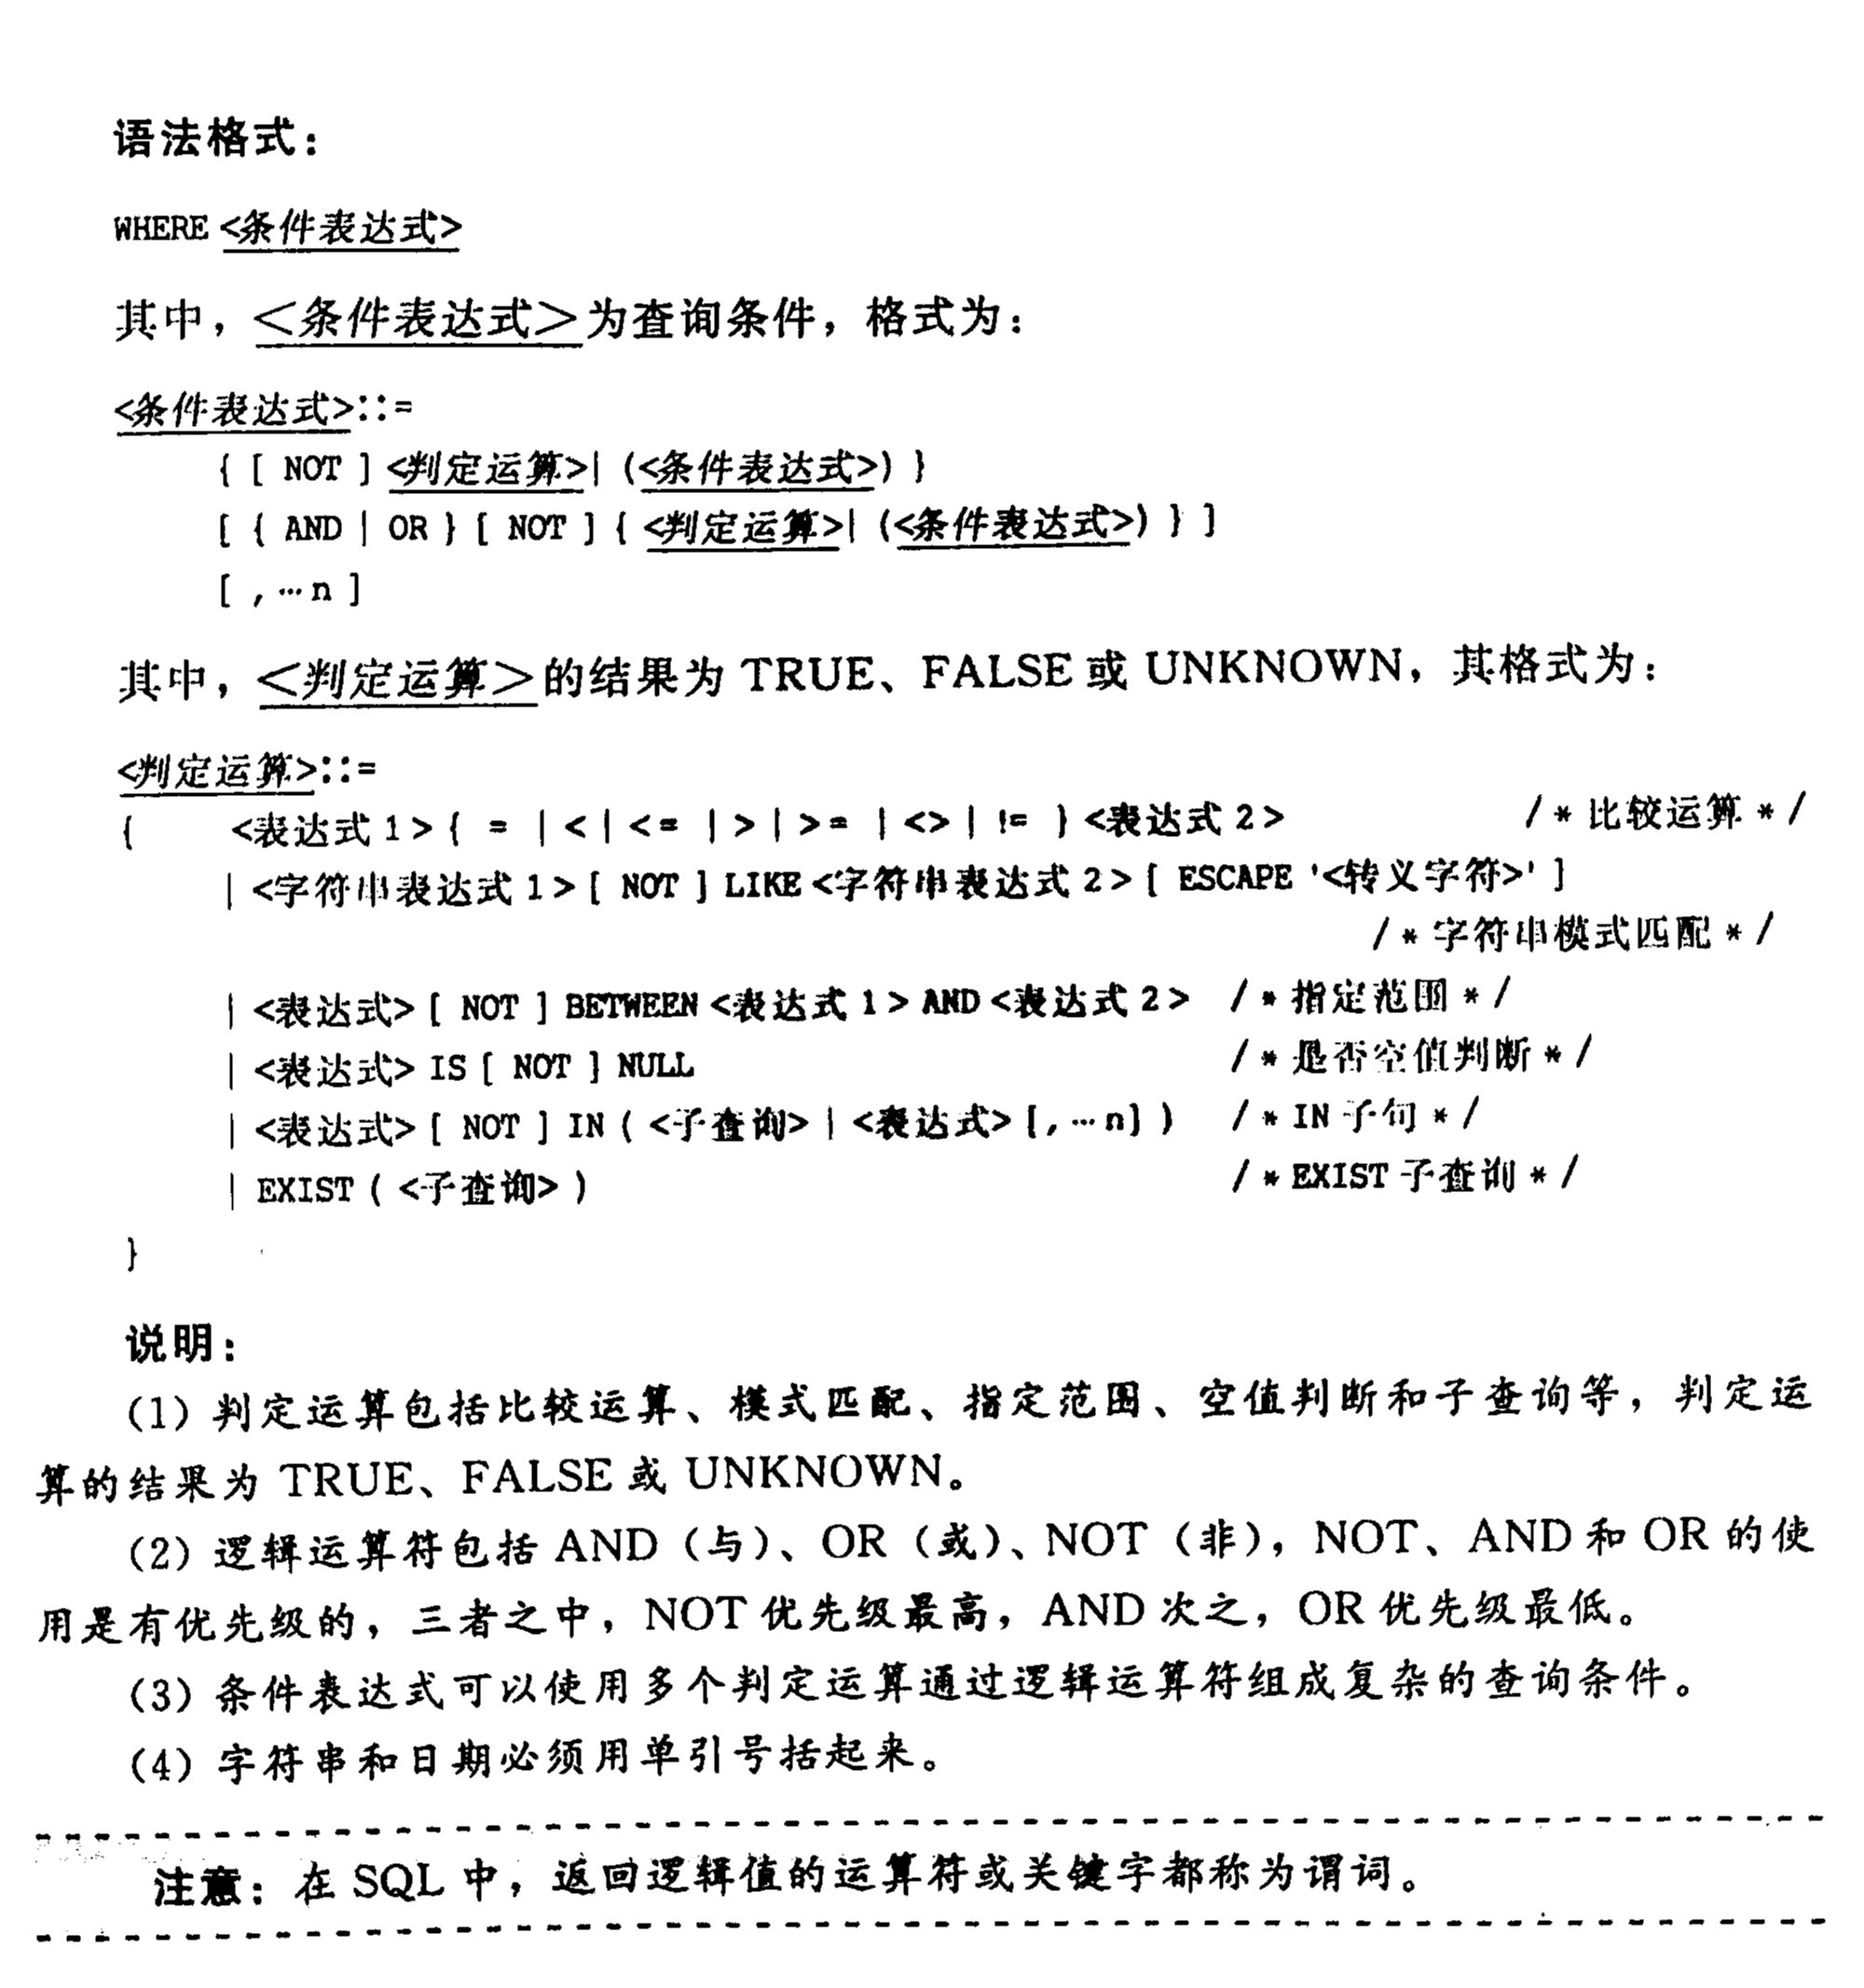 语法格式：
WHERE <条件表达式>
其中，<条件表达式>为查询条件，格式为：
<条件表达式>::=
{ [ NOT ] <判定运算>| (<条件表达式>) }
[ { AND | OR } [ NOT ] { <判定运算>| (<条件表达式>) } ]
[ , … n ]
其中，<判定运算>的结果为 TRUE、FALSE 或 UNKNOWN，其格式为：
<判定运算>::=
{ <表达式 1> { = | < | <= | > | >= | <> | != } <表达式 2> / * 比较运算 * /
| <字符串表达式 1> [ NOT ] LIKE <字符串表达式 2> [ ESCAPE '<转义字符>' ]
/ * 字符串模式匹配 * /
| <表达式> [ NOT ] BETWEEN <表达式 1> AND <表达式 2> / * 指定范围 * /
| <表达式> IS [ NOT ] NULL / * 是否空值判断 * /
| <表达式> [ NOT ] IN ( <子查询> | <表达式> [, … n] ) / * IN 子句 * /
| EXIST ( <子查询> ) / * EXIST 子查询 * /
}
说明：
（1）判定运算包括比较运算、模式匹配、指定范围、空值判断和子查询等，判定运
算的结果为 TRUE、FALSE 或 UNKNOWN。
（2）逻辑运算符包括 AND（与）、OR（或）、NOT（非），NOT、AND 和 OR 的使
用是有优先级的，三者之中，NOT 优先级最高，AND 次之，OR 优先级最低。
（3）条件表达式可以使用多个判定运算通过逻辑运算符组成复杂的查询条件。
（4）字符串和日期必须用单引号括起来。
注意：在 SQL 中，返回逻辑值的运算符或关键字都称为谓词。